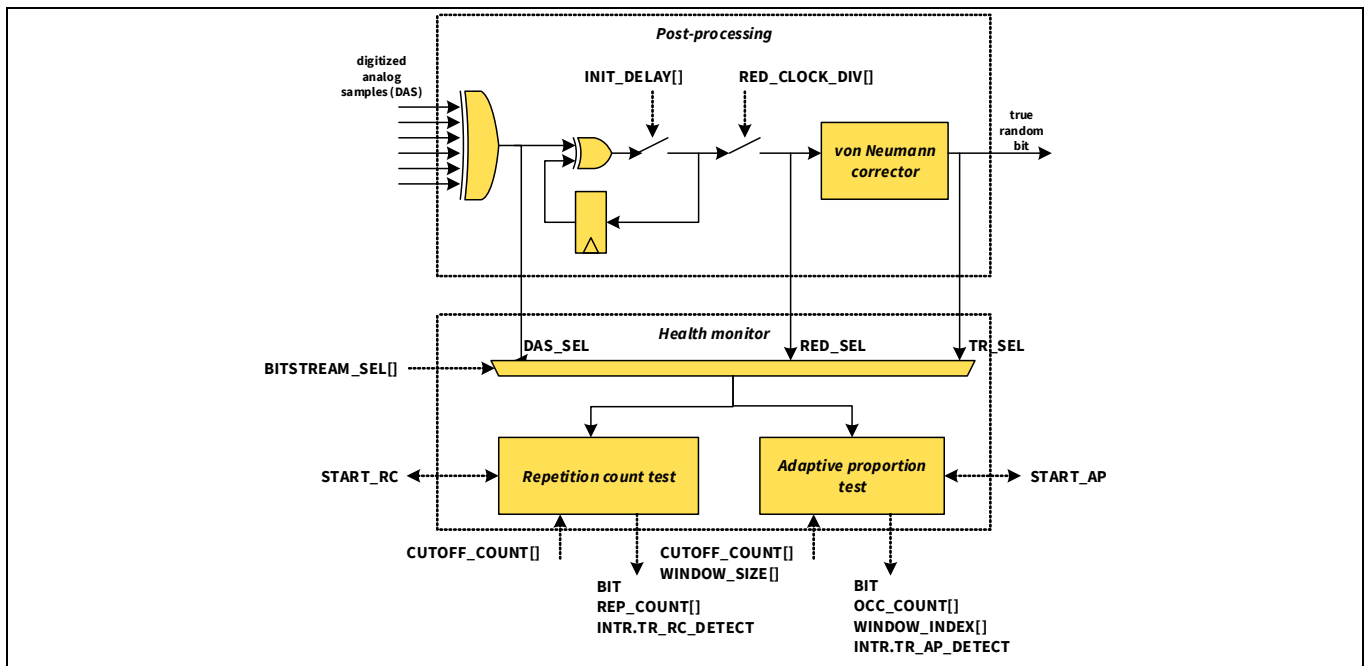 Post-processing
digitized
analog
samples (DAS)
INIT_DELAY[]
RED_CLOCK_DIV[]
true
random
bit
von Neumann
corrector
Health monitor
DAS_SEL
RED_SEL
TR_SEL
BITSTREAM_SEL[]
START_RC
Repetition count test
Adaptive proportion
test
START_AP
CUTOFF_COUNT[]
CUTOFF_COUNT[]
WINDOW_SIZE[]
BIT
REP_COUNT[]
INTR.TR_RC_DETECT
BIT
OCC_COUNT[]
WINDOW_INDEX[]
INTR.TR_AP_DETECT